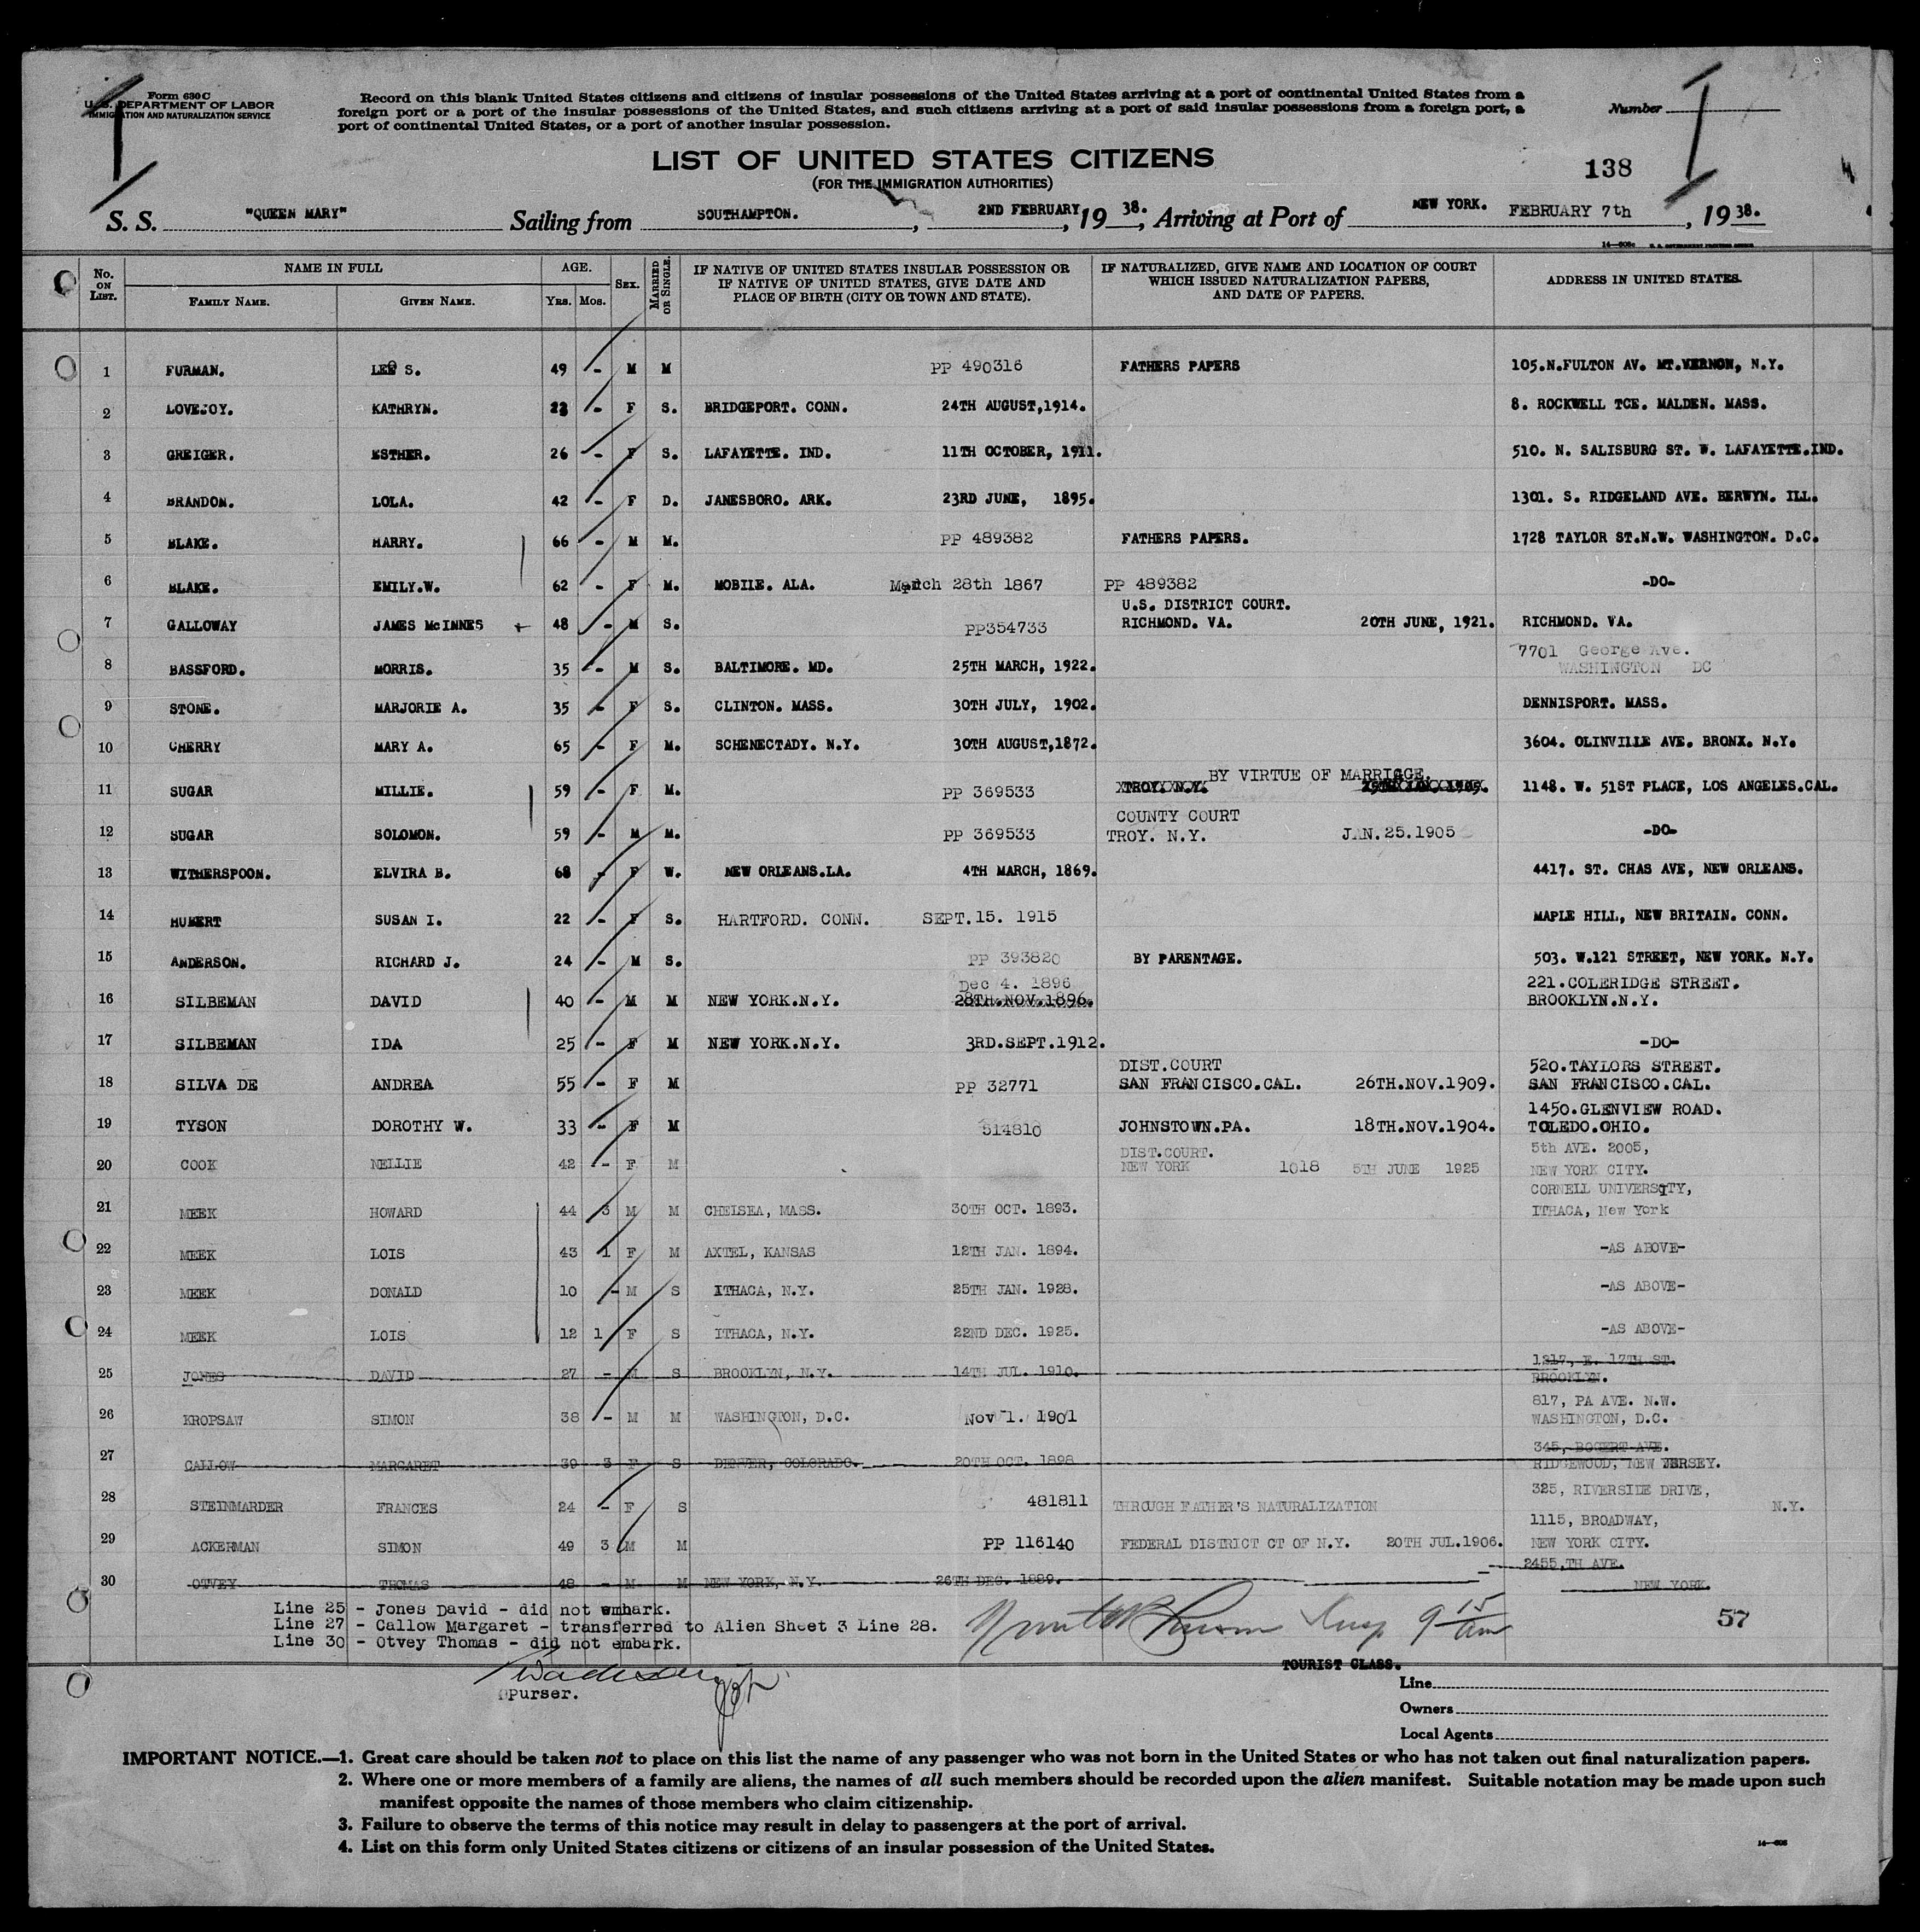 Form 630 C
U. S. DEPARTMENT OF LABOR
IMMIGRATION AND NATURALIZATION SERVICE
Record on this blank United States citizens and citizens of insular possessions of the United States arriving at a port of continental United States from a
foreign port or a port of the insular possessions of the United States, and such citizens arriving at a port of said insular possessions from a foreign port, a
port of continental United States, or a port of another insular possession.
Number
LIST OF UNITED STATES CITIZENS
138
(FOR THE IMMIGRATION AUTHORITIES)
S. S. "QUEEN MARY" Sailing from SOUTHAMPTON. , 2ND FEBRUARY, 19 38. , Arriving at Port of NEW YORK. FEBRUARY 7th , 19 38.
No. ON LIST. NAME IN FULL FAMILY NAME. GIVEN NAME. AGE. YRS. MOS. SEX. MARRIED OR SINGLE. IF NATIVE OF UNITED STATES INSULAR POSSESSION OR IF NATIVE OF UNITED STATES, GIVE DATE AND PLACE OF BIRTH (CITY OR TOWN AND STATE). IF NATURALIZED, GIVE NAME AND LOCATION OF COURT WHICH ISSUED NATURALIZATION PAPERS, AND DATE OF PAPERS. ADDRESS IN UNITED STATES.
1 FURMAN. LEO S. 49 - M M PP 490316 FATHERS PAPERS 105.N.FULTON AV. MT.VERNON, N.Y.
2 LOVEJOY. KATHRYN. 23 - F S. BRIDGEPORT. CONN. 24TH AUGUST,1914. 8. ROCKWELL TCE. MALDEN. MASS.
3 GREIGER. ESTHER. 26 - F S. LAFAYETTE. IND. 11TH OCTOBER, 1911. 510. N. SALISBURG ST. W. LAFAYETTE.IND.
4 BRANDON. LOLA. 42 - F D. JANESBORO. ARK. 23RD JUNE, 1895. 1301. S. RIDGELAND AVE. BERWYN. ILL.
5 BLAKE. HARRY. 66 - M M. PP 489382 FATHERS PAPERS. 1728 TAYLOR ST.N.W. WASHINGTON. D.C.
6 BLAKE. EMILY.W. 62 - F M. MOBILE. ALA. March 28th 1867 PP 489382 -DO-
U.S. DISTRICT COURT.
7 GALLOWAY JAMES McINNES 48 - M S. PP354733 RICHMOND. VA. 20TH JUNE, 1921. RICHMOND. VA.
7701 George Ave.
8 BASSFORD. MORRIS. 35 - M S. BALTIMORE. MD. 25TH MARCH, 1922. WASHINGTON DC
9 STONE. MARJORIE A. 35 - F S. CLINTON. MASS. 30TH JULY, 1902. DENNISPORT. MASS.
10 CHERRY MARY A. 65 - F M. SCHENECTADY. N.Y. 30TH AUGUST,1872. 3604. OLINVILLE AVE. BRONX. N.Y.
BY VIRTUE OF MARRIGGE.
11 SUGAR MILLIE. 59 - F M. PP 369533 TROY. N.Y. 1148. W. 51ST PLACE, LOS ANGELES.CAL.
COUNTY COURT
12 SUGAR SOLOMON. 59 - M M. PP 369533 TROY. N.Y. JAN.25.1905 -DO-
13 WITHERSPOON. ELVIRA B. 68 - F W. NEW ORLEANS.LA. 4TH MARCH, 1869. 4417. ST. CHAS AVE, NEW ORLEANS.
14 HUBERT SUSAN I. 22 - F S. HARTFORD. CONN. SEPT.15. 1915 MAPLE HILL, NEW BRITAIN. CONN.
15 ANDERSON. RICHARD J. 24 - M S. PP 393820 BY PARENTAGE. 503. W.121 STREET, NEW YORK. N.Y.
Dec 4. 1896 221.COLERIDGE STREET.
16 SILBEMAN DAVID 40 - M M NEW YORK.N.Y. 28TH.NOV.1896. BROOKLYN.N.Y.
17 SILBEMAN IDA 25 - F M NEW YORK.N.Y. 3RD.SEPT.1912. -DO-
DIST.COURT 520.TAYLORS STREET.
18 SILVA DE ANDREA 55 - F M PP 32771 SAN FRANCISCO.CAL. 26TH.NOV.1909. SAN FRANCISCO.CAL.
1450.GLENVIEW ROAD.
19 TYSON DOROTHY W. 33 - F M 514810 JOHNSTOWN.PA. 18TH.NOV.1904. TOLEDO.OHIO.
DIST.COURT. 5th AVE. 2005,
20 COOK NELLIE 42 - F M NEW YORK 1018 5TH JUNE 1925 NEW YORK CITY.
CORNELL UNIVERSITY,
21 MEEK HOWARD 44 3 M M CHELSEA, MASS. 30TH OCT. 1893. ITHACA, New York
22 MEEK LOIS 43 1 F M AXTEL, KANSAS 12TH JAN. 1894. -AS ABOVE-
23 MEEK DONALD 10 - M S ITHACA, N.Y. 25TH JAN. 1928. -AS ABOVE-
24 MEEK LOIS 12 1 F S ITHACA, N.Y. 22ND DEC. 1925. -AS ABOVE-
1217, E. 17TH ST.
25 JONES DAVID 27 - M S BROOKLYN, N.Y. 14TH JUL. 1910. BROOKLYN.
817, PA AVE. N.W.
26 KROPSAW SIMON 38 - M M WASHINGTON, D.C. Nov 1. 1901 WASHINGTON, D.C.
345, BOGERT AVE.
27 CALLOW MARGARET 39 3 F S DENVER, COLORADO. 20TH OCT. 1898 RIDGEWOOD, NEW JERSEY.
325, RIVERSIDE DRIVE,
28 STEINMARDER FRANCES 24 - F S 481811 THROUGH FATHER'S NATURALIZATION N.Y.
1115, BROADWAY,
29 ACKERMAN SIMON 49 3 M M PP 116140 FEDERAL DISTRICT CT OF N.Y. 20TH JUL.1906. NEW YORK CITY.
2455, TH AVE.
30 OTVEY THOMAS 48 - M M NEW YORK, N.Y. 26TH DEC. 1889. NEW YORK.
Line 25 - Jones David - did not embark.
Line 27 - Callow Margaret - transferred to Alien Sheet 3 Line 28.
Line 30 - Otvey Thomas - did not embark.
Insp 9 15 am
57
TOURIST CLASS.
Purser.
Line
Owners
Local Agents
IMPORTANT NOTICE.—1. Great care should be taken not to place on this list the name of any passenger who was not born in the United States or who has not taken out final naturalization papers.
2. Where one or more members of a family are aliens, the names of all such members should be recorded upon the alien manifest. Suitable notation may be made upon such
manifest opposite the names of those members who claim citizenship.
3. Failure to observe the terms of this notice may result in delay to passengers at the port of arrival.
4. List on this form only United States citizens or citizens of an insular possession of the United States.